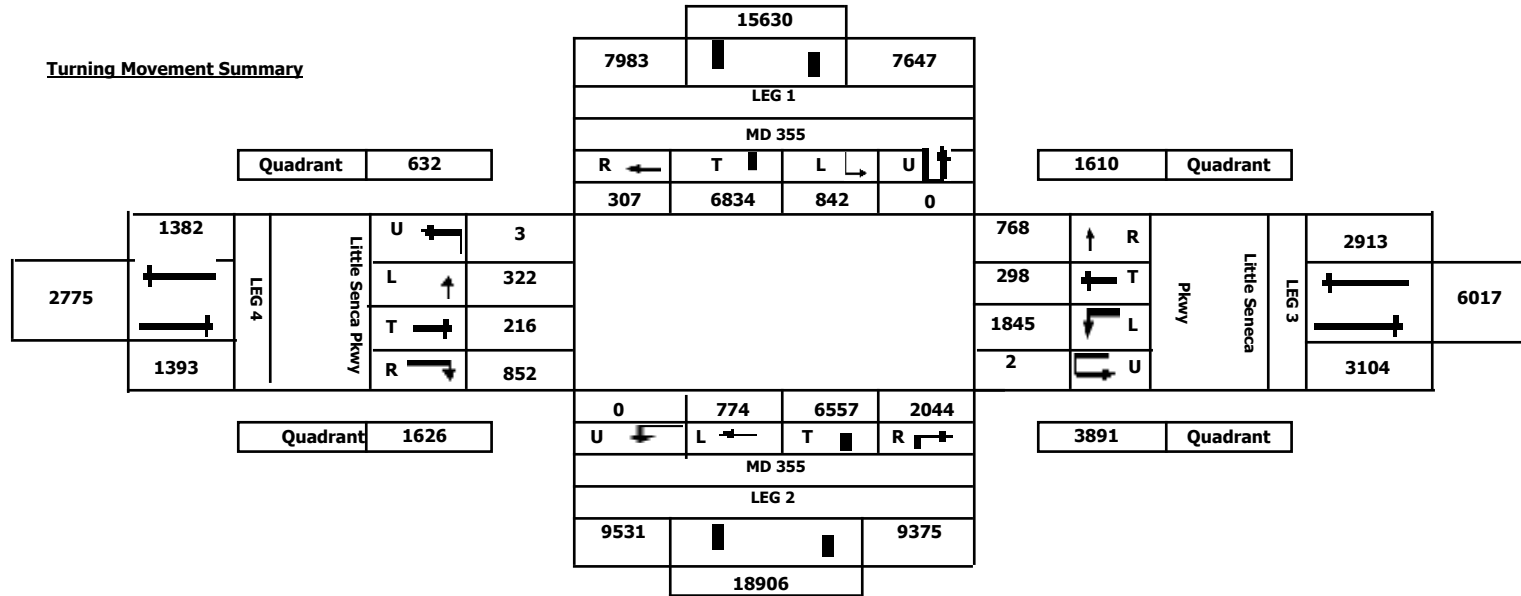 15630
Turning Movement Summary
7983 7647
LEG 1
MD 355
Quadrant 632
R T L U
1610 Quadrant
307 6834 842 0
1382
U 3
768 R
2913
L 322
298 T
2775
LEG 4
Little Senca Pkwy
Pkwy
Little Seneca
LEG 3
6017
T 216
1845 L
1393
R 852
2 U
3104
0 774 6557 2044
Quadrant 1626
U L T R
3891 Quadrant
MD 355
LEG 2
9531 9375
18906